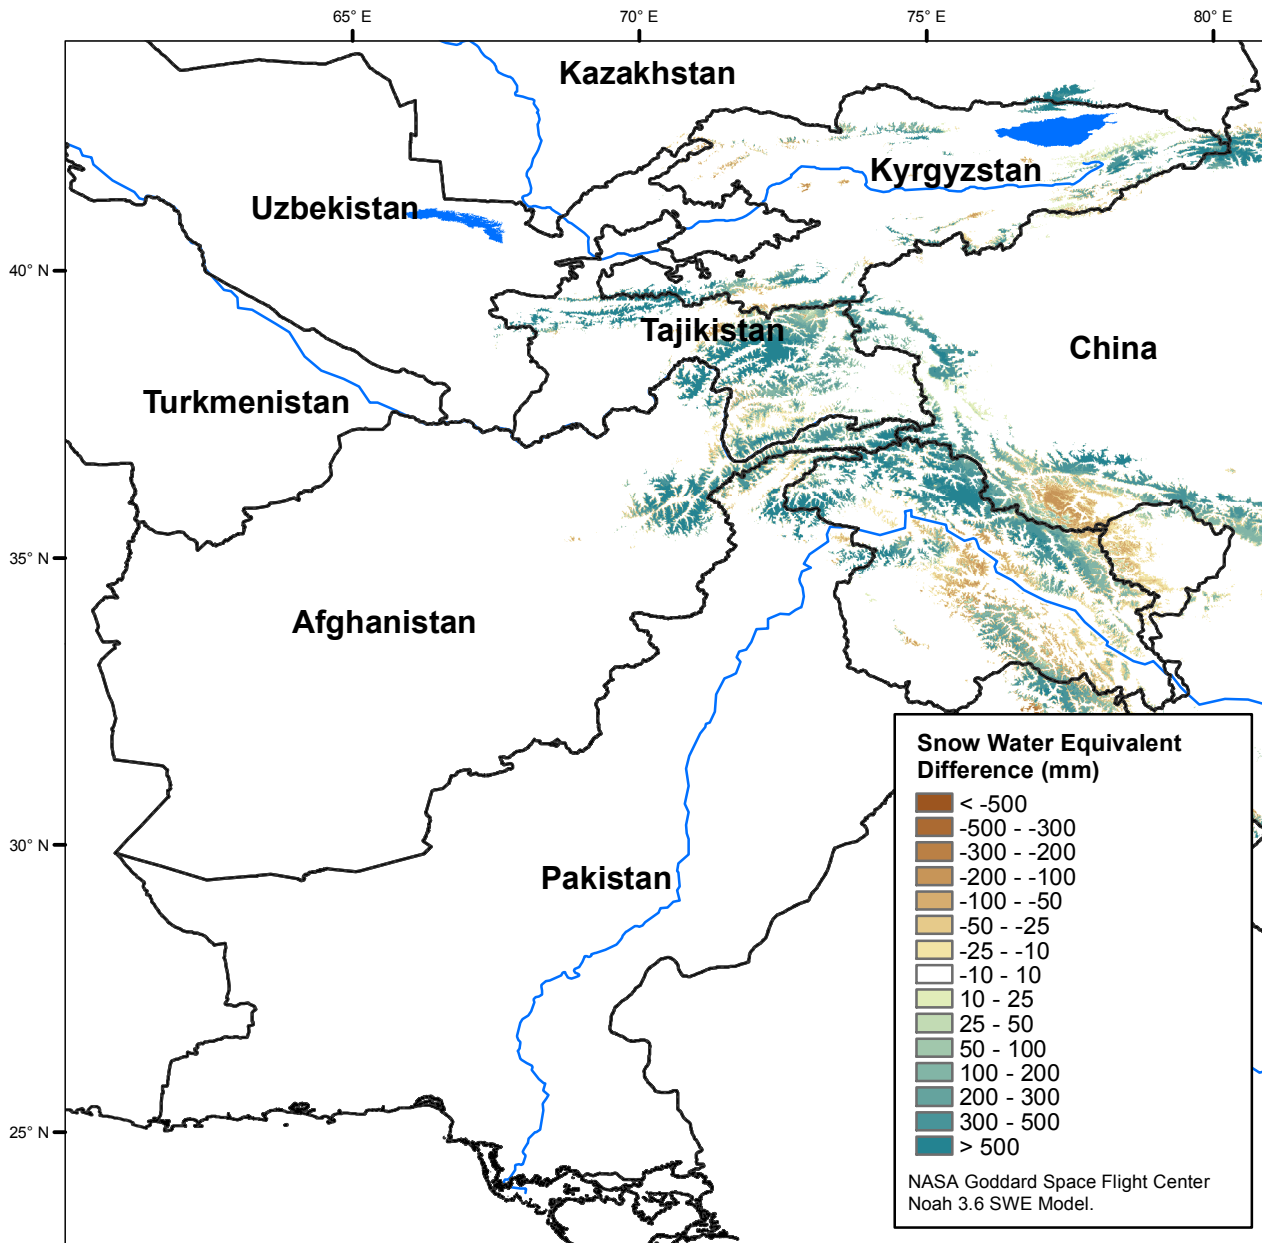 65° E
70° E
75° E
80° E
Kazakhstan
Kyrgyzstan
Uzbekistan
40° N
Tajikistan
China
Turkmenistan
35° N
Afghanistan
30° N
Pakistan
25° N
Snow Water Equivalent
Difference (mm)
< -500
-500 - -300
-300 - -200
-200 - -100
-100 - -50
-50 - -25
-25 - -10
-10 - 10
10 - 25
25 - 50
50 - 100
100 - 200
200 - 300
300 - 500
> 500
NASA Goddard Space Flight Center
Noah 3.6 SWE Model.